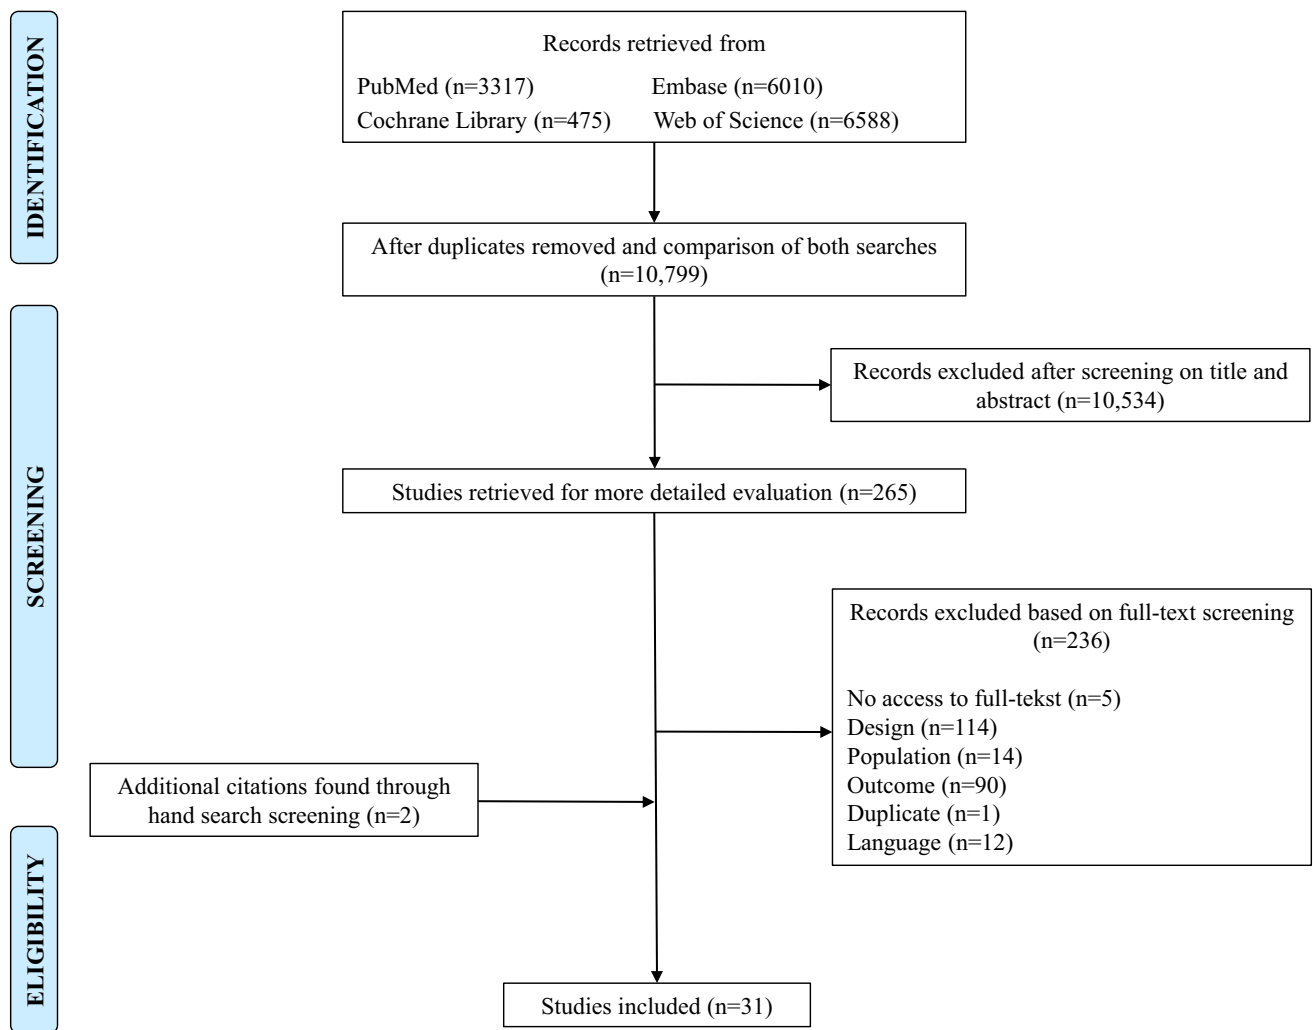 IDENTIFICATION
Records retrieved from
PubMed (n=3317) Embase (n=6010)
Cochrane Library (n=475) Web of Science (n=6588)
After duplicates removed and comparison of both searches
(n=10,799)
SCREENING
Records excluded after screening on title and
abstract (n=10,534)
Studies retrieved for more detailed evaluation (n=265)
Records excluded based on full-text screening
(n=236)
No access to full-tekst (n=5)
Design (n=114)
Population (n=14)
Outcome (n=90)
Duplicate (n=1)
Language (n=12)
Additional citations found through
hand search screening (n=2)
ELIGIBILITY
Studies included (n=31)